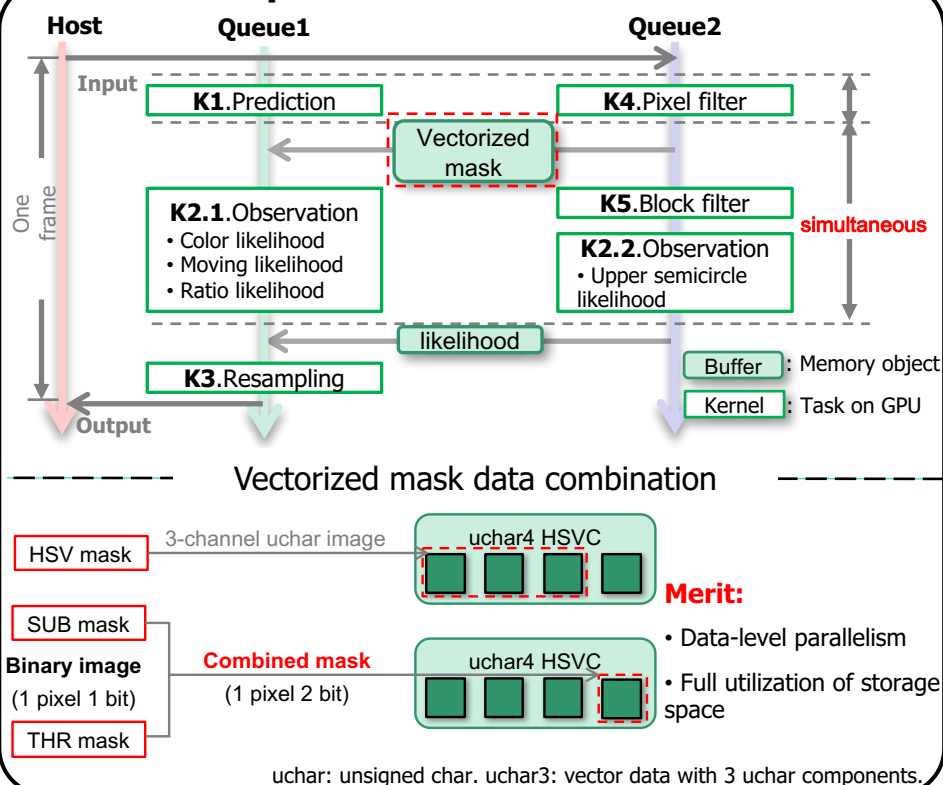 Host
Queue1
Queue2
Input
K1.Prediction
K4.Pixel filter
Vectorized
mask
One
frame
K2.1.Observation
• Color likelihood
• Moving likelihood
• Ratio likelihood
K5.Block filter
simultaneous
K2.2.Observation
• Upper semicircle
likelihood
likelihood
K3.Resampling
Buffer : Memory object
Kernel : Task on GPU
Output
Vectorized mask data combination
HSV mask
3-channel uchar image
uchar4 HSVC
SUB mask
Binary image
(1 pixel 1 bit)
THR mask
Combined mask
(1 pixel 2 bit)
uchar4 HSVC
Merit:
• Data-level parallelism
• Full utilization of storage
space
uchar: unsigned char. uchar3: vector data with 3 uchar components.